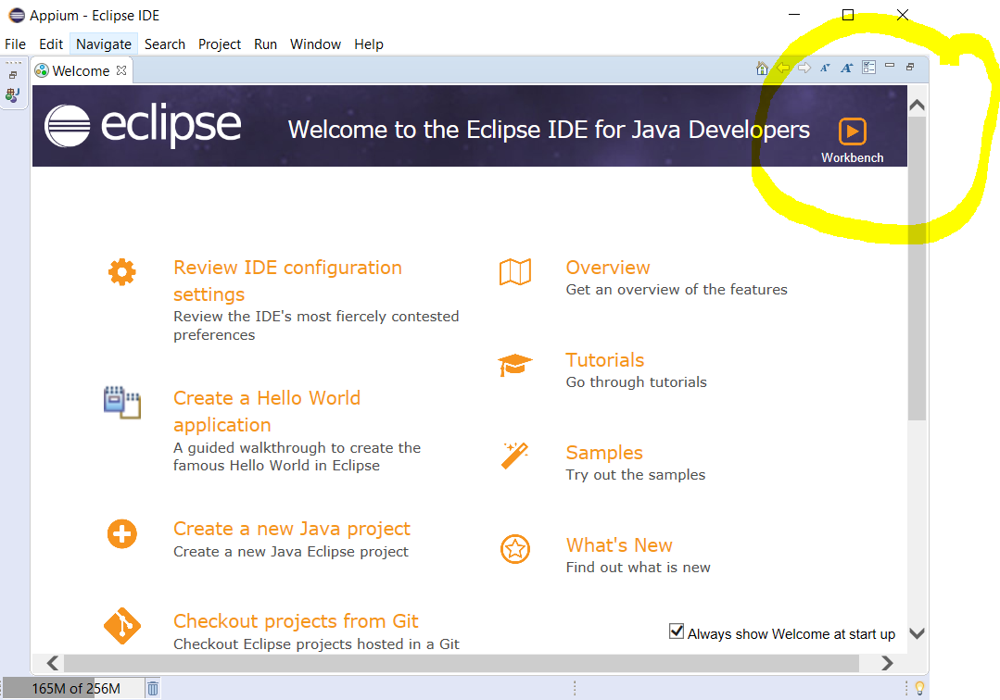 Appium - Eclipse IDE
File Edit Navigate Search Project Run Window Help
Welcome
eclipse
Welcome to the Eclipse IDE for Java Developers
Workbench
Review IDE configuration
settings
Review the IDE's most fiercely contested
preferences
Create a Hello World
application
A guided walkthrough to create the
famous Hello World in Eclipse
Create a new Java project
Create a new Java Eclipse project
Checkout projects from Git
Checkout Eclipse projects hosted in a Git
Overview
Get an overview of the features
Tutorials
Go through tutorials
Samples
Try out the samples
What's New
Find out what is new
Always show Welcome at start up
165M of 256M